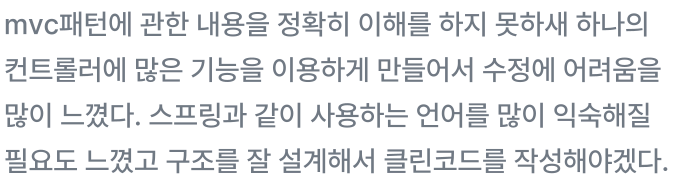 mvc패턴에 관한 내용을 정확히 이해를 하지 못하새 하나의
컨트롤러에 많은 기능을 이용하게 만들어서 수정에 어려움을
많이 느꼈다. 스프링과 같이 사용하는 언어를 많이 익숙해질
필요도 느꼈고 구조를 잘 설계해서 클린코드를 작성해야겠다.